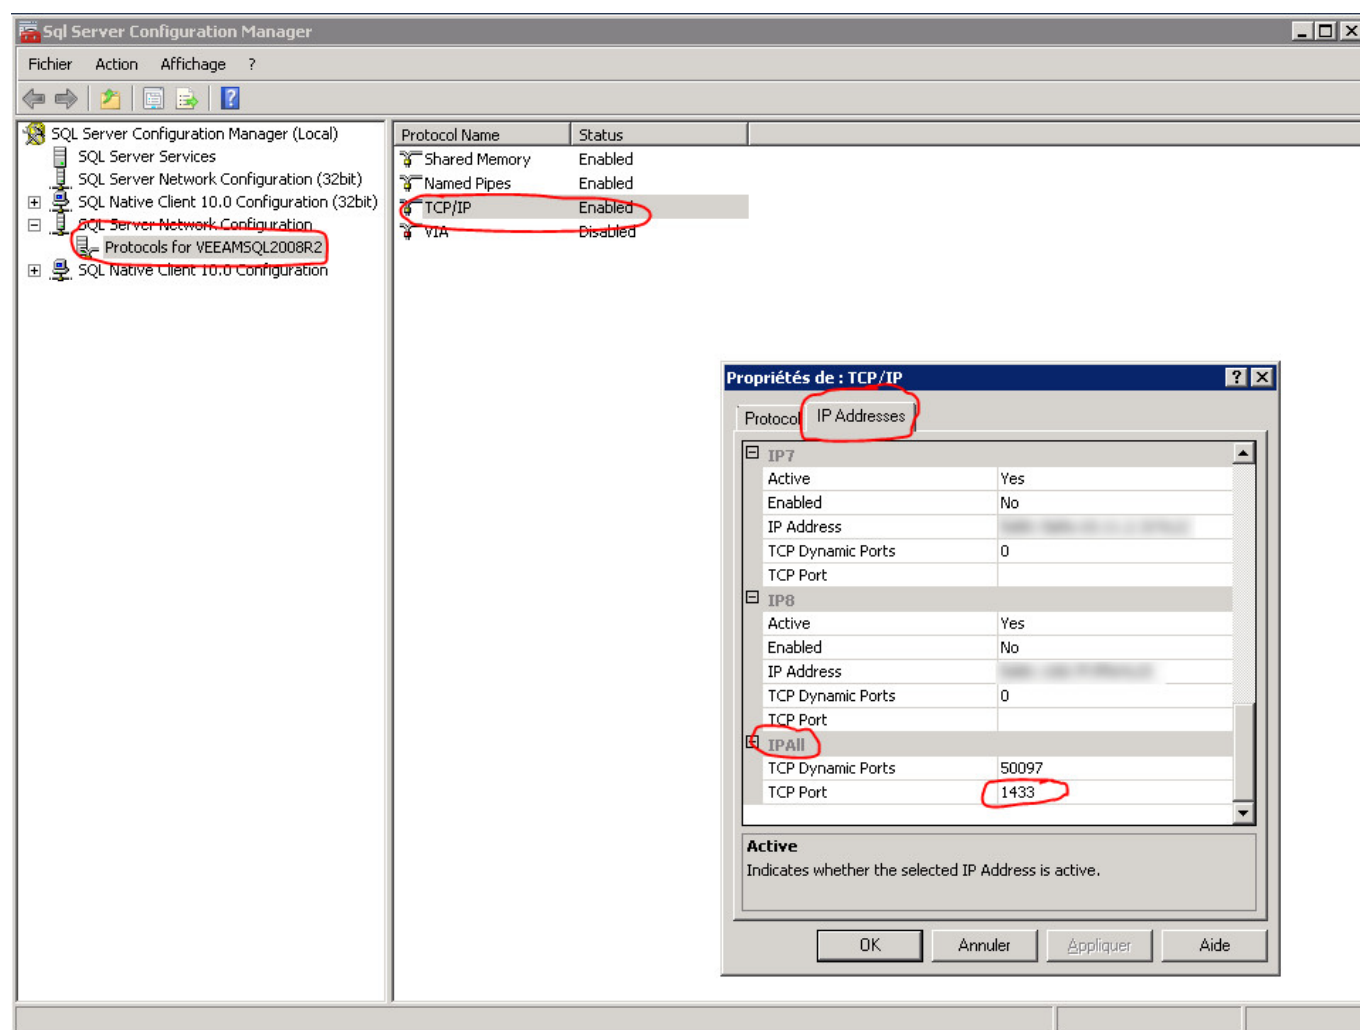 Sql Server Configuration Manager
Fichier Action Affichage ?
SQL Server Configuration Manager (Local)
SQL Server Services
SQL Server Network Configuration (32bit)
SQL Native Client 10.0 Configuration (32bit)
SQL Server Network Configuration
Protocols for VEEAMSQL2008R2
SQL Native Client 10.0 Configuration
Protocol Name Status
Shared Memory Enabled
Named Pipes Enabled
TCP/IP Enabled
VIA Disabled
Propriétés de : TCP/IP
Protocol IP Addresses
IP7
Active Yes
Enabled No
IP Address
TCP Dynamic Ports 0
TCP Port
IP8
Active Yes
Enabled No
IP Address
TCP Dynamic Ports 0
TCP Port
IPAll
TCP Dynamic Ports 50097
TCP Port 1433
Active
Indicates whether the selected IP Address is active.
OK Annuler Appliquer Aide